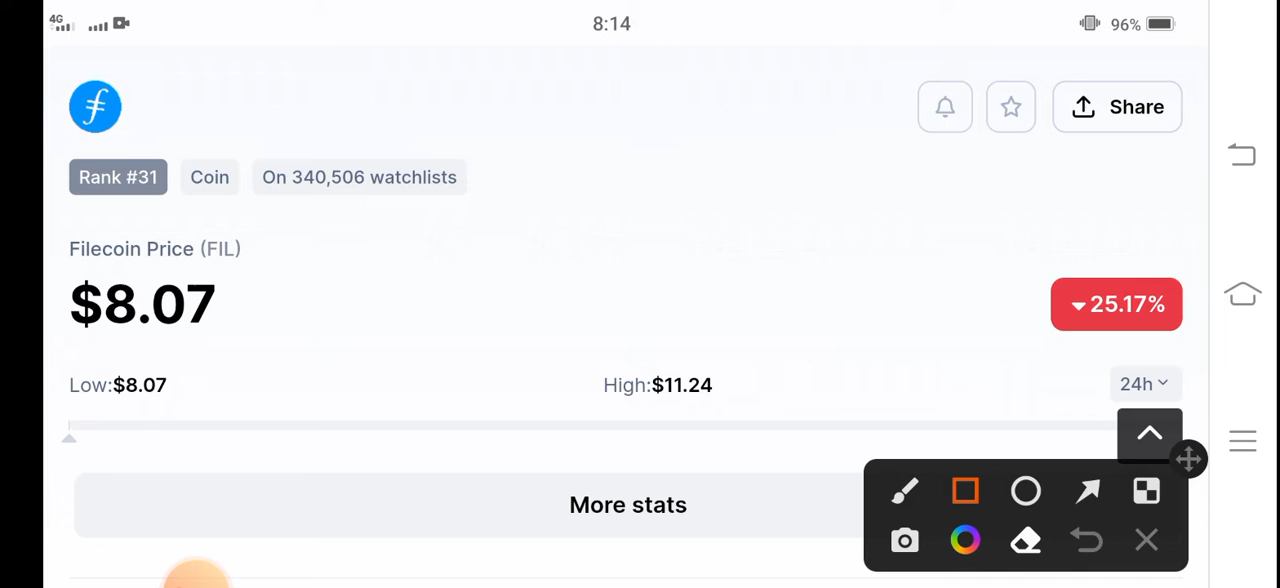 4G 8:14 96%
Share
Rank #31 Coin On 340,506 watchlists
Filecoin Price (FIL)
$8.07 25.17%
Low:$8.07 High:$11.24 24h
More stats